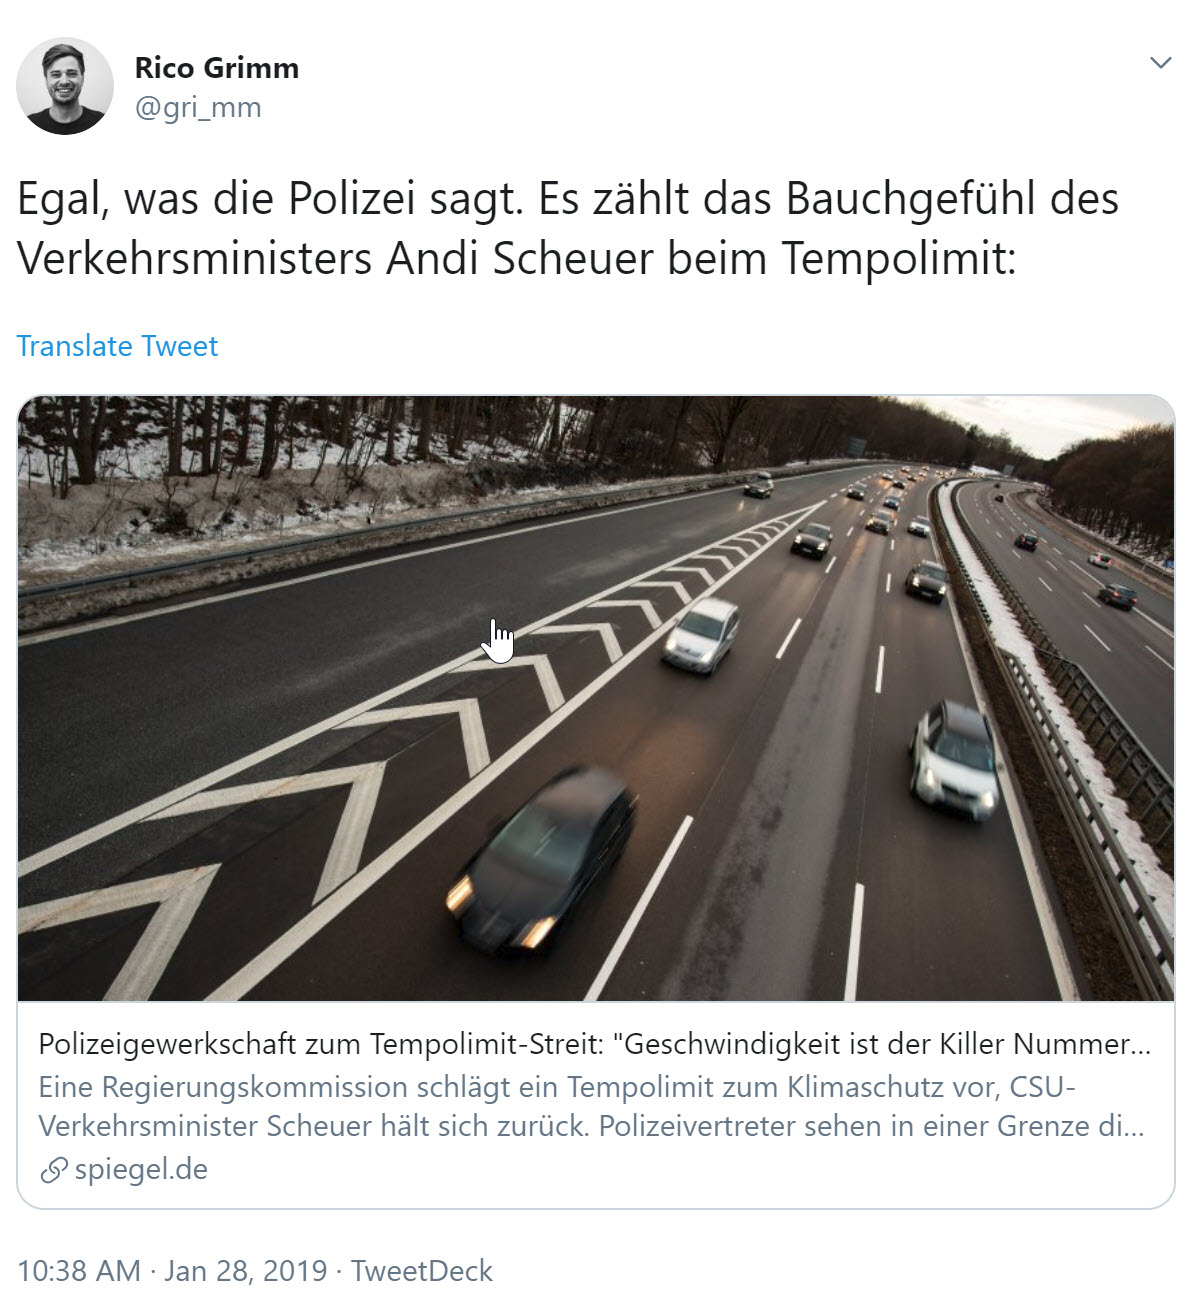 Rico Grimm
@gri_mm
Egal, was die Polizei sagt. Es zählt das Bauchgefühl des
Verkehrsministers Andi Scheuer beim Tempolimit:
Translate Tweet
Polizeigewerkschaft zum Tempolimit-Streit: "Geschwindigkeit ist der Killer Nummer...
Eine Regierungskommission schlägt ein Tempolimit zum Klimaschutz vor, CSU-
Verkehrsminister Scheuer hält sich zurück. Polizeivertreter sehen in einer Grenze di...
spiegel.de
10:38 AM · Jan 28, 2019 · TweetDeck